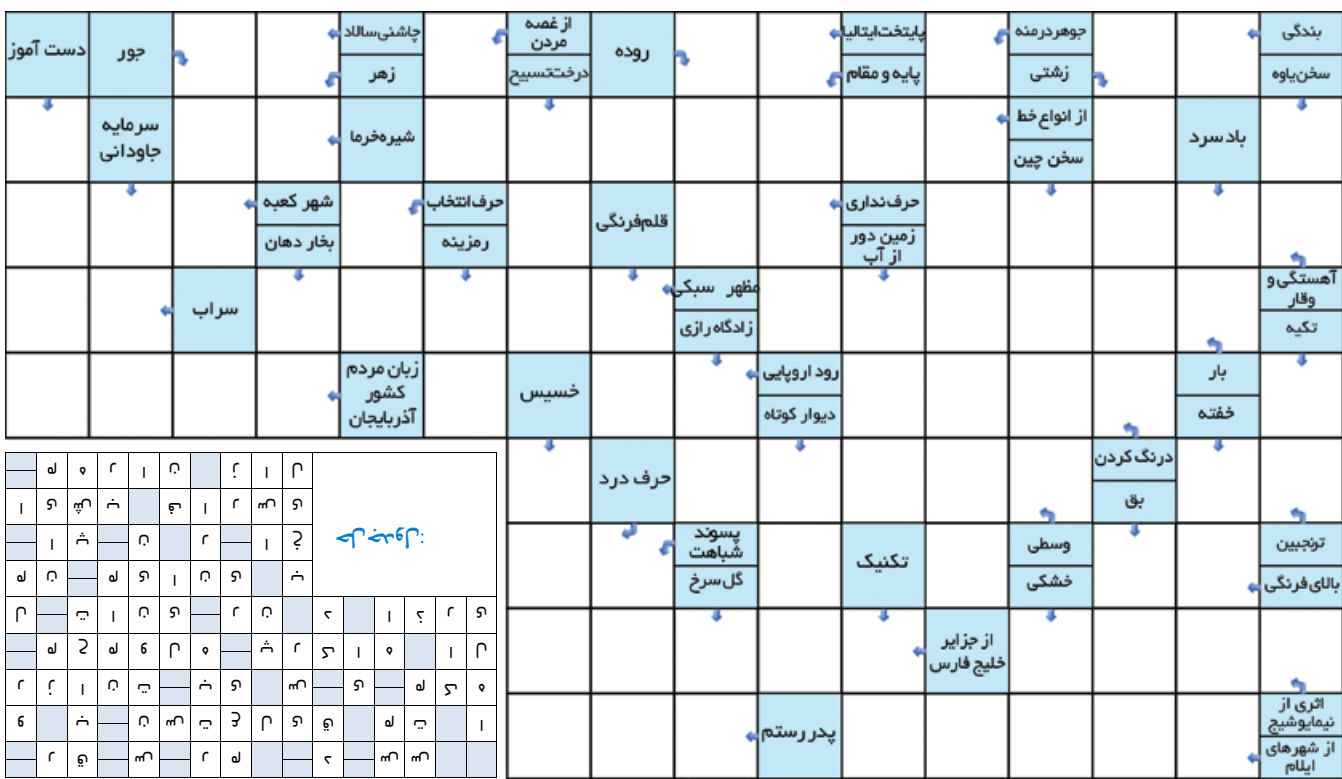 بندگی
سخن یاوه
جوهر درمنه
زشتی
پایتخت ایتالیا
پایه و مقام
روده
از غصه
مردن
درخت تسبیح
چاشنی سالاد
زهر
جور
دست آموز
باد سرد
از انواع خط
سخن چین
شیره خرما
سرمایه
جاودانی
حرف نداری
زمین دور
از آب
قلم فرنگی
حرف انتخاب
رمزینه
شهر کعبه
بخار دهان
آهستگی و
وقار
تکیه
مظهر سبکی
زادگاه رازی
سراب
بار
خفته
رود اروپایی
دیوار کوتاه
خسیس
زبان مردم
کشور
آذربایجان
درنگ کردن
بق
حرف درد
ترنجبین
بالای فرنگی
وسطی
خشکی
تکنیک
پسوند
شباهت
گل سرخ
از جزایر
خلیج فارس
اثری از
نیما یوشیج
از شهرهای
ایلام
پدر رستم
حل جدول:
ر ق س ر م د س س
و ب ن س ت ع ل ی ق م ت ا
ر ز ا ن ت ب ی س ی م ک ه
م ح م و ل ه پ ر ک ا ه ا ل
ل ت ا ن ی ر ن د ا ذ ر ی
م ن م ی ا ن ی ب
ا پ ن ر ا خ
ا ی ش ب ف ا ر س ی
م ه ر ا ن ز ا ل